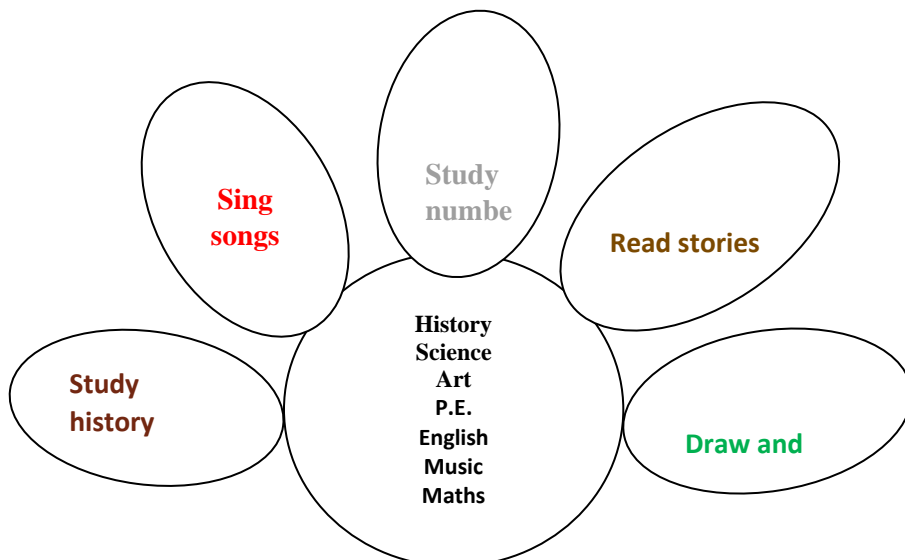 Study
numbe
Sing
songs
Read stories
History
Science
Art
P.E.
English
Music
Maths
Study
history
Draw and